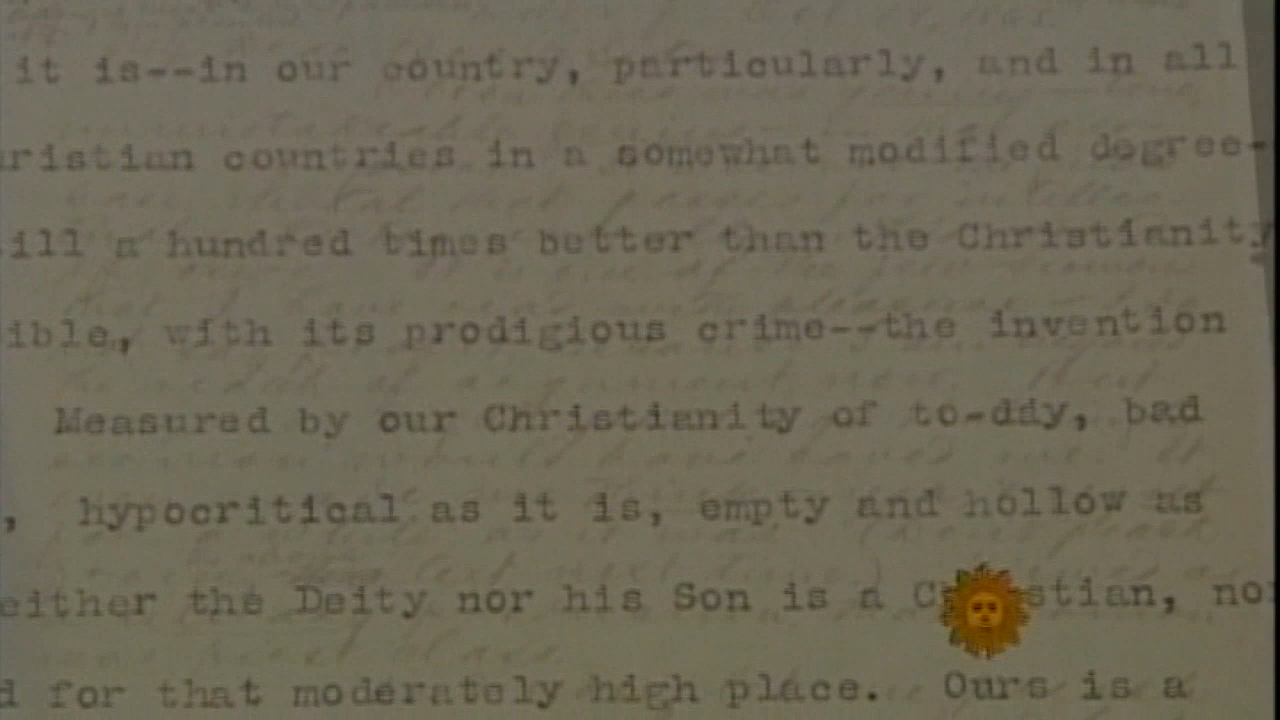 it is--in our country, particularly, and in all
ristian countries in a somewhat modified degree-
ill a hundred times better than the Christianity
ible, with its prodigious crime--the invention
Measured by our Christianity of to-day, bad
, hypocritical as it is, empty and hollow as
either the Deity nor his Son is a C stian, no
d for that moderately high place. Ours is a